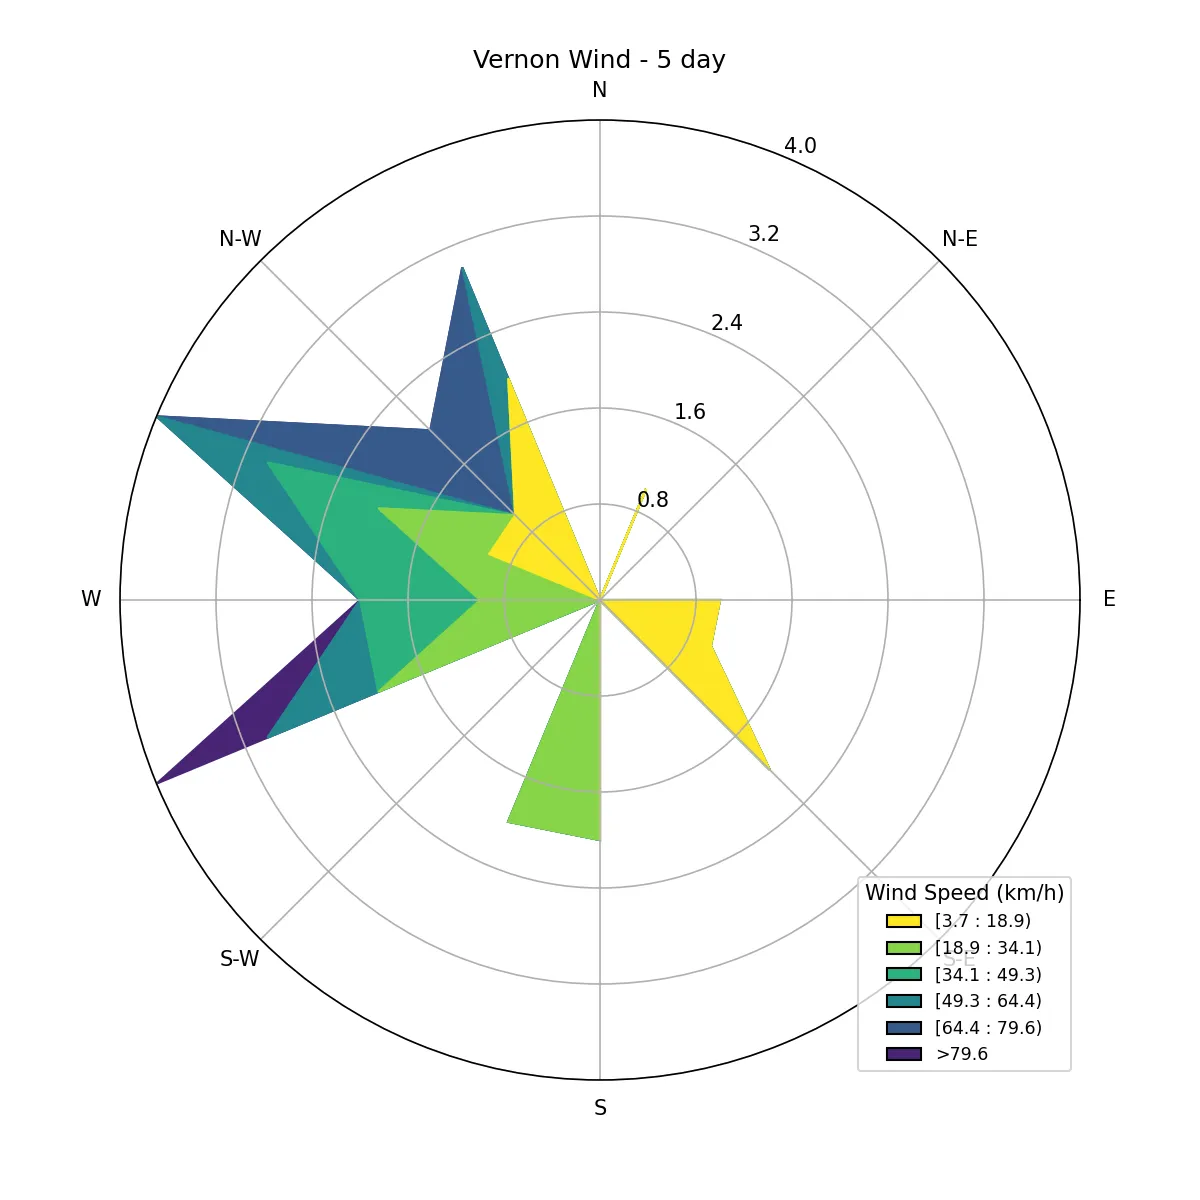 Vernon Wind - 5 day
N
4.0
N-W
3.2
N-E
2.4
1.6
0.8
W
E
S-W
S-E
S
Wind Speed (km/h)
[3.7 : 18.9)
[18.9 : 34.1)
[34.1 : 49.3)
[49.3 : 64.4)
[64.4 : 79.6)
>79.6